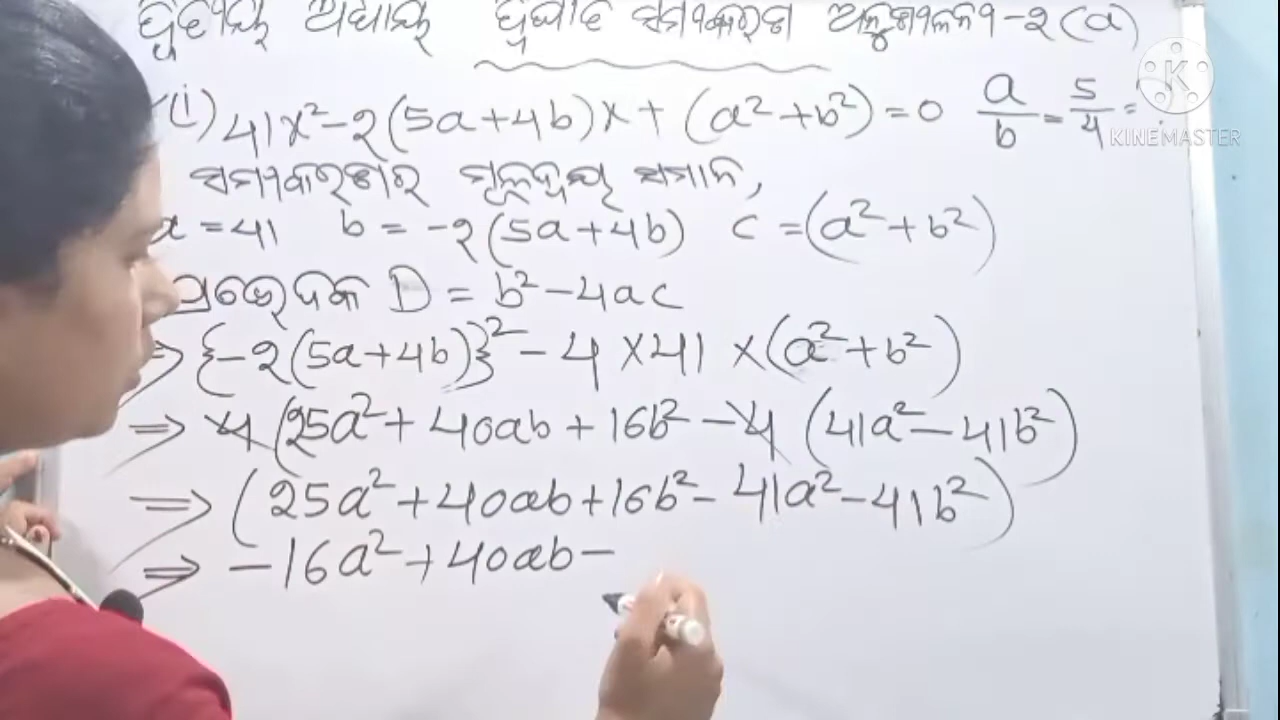 ଦ୍ୱିତୀୟ ଅଧ୍ୟାୟ ଦ୍ୱିଘାତ ସମୀକରଣ ଅନୁଶୀଳନୀ-୨(a)
(i) 41x²-2(5a+4b)x+(a²+b²)=0 a/b=5/4=?
ସମୀକରଣର ମୂଳଦ୍ୱୟ ସମାନ,
a = 41 b = -2(5a+4b) c = (a²+b²)
ପ୍ରଭେଦକ D = b²-4ac
⇒ {-2(5a+4b)}² - 4 × 41 × (a²+b²)
⇒ 4(25a²+40ab+16b² - 4(41a²-41b²)
⇒ (25a²+40ab+16b²-41a²-41b²)
⇒ -16a²+40ab-
KINEMASTER